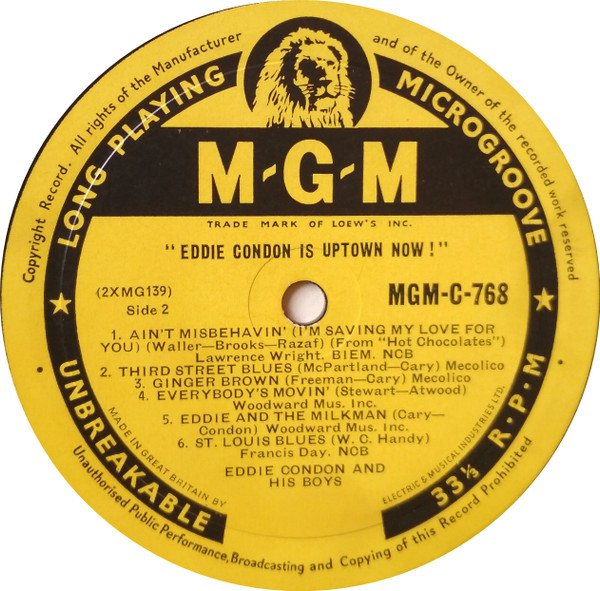 Copyright Record. All rights of the Manufacturer and of the Owner of the recorded work reserved
LONG PLAYING MICROGROOVE
M-G-M
TRADE MARK OF LOEW'S INC.
"EDDIE CONDON IS UPTOWN NOW!"
(2XMG139)
Side 2
MGM-C-768
1. AIN'T MISBEHAVIN' (I'M SAVING MY LOVE FOR
YOU) (Waller—Brooks—Razaf) (From "Hot Chocolates")
Lawrence Wright. BIEM. NCB
2. THIRD STREET BLUES (McPartland—Cary) Mecolico
3. GINGER BROWN (Freeman—Cary) Mecolico
4. EVERYBODY'S MOVIN' (Stewart—Atwood)
Woodward Mus. Inc.
5. EDDIE AND THE MILKMAN (Cary—
Condon) Woodward Mus. Inc.
6. ST. LOUIS BLUES (W. C. Handy)
Francis Day. NCB
EDDIE CONDON AND
HIS BOYS
UNBREAKABLE
33⅓ R·P·M
MADE IN GREAT BRITAIN BY
ELECTRIC & MUSICAL INDUSTRIES LTD.
Unauthorised Public Performance, Broadcasting and Copying of this Record Prohibited